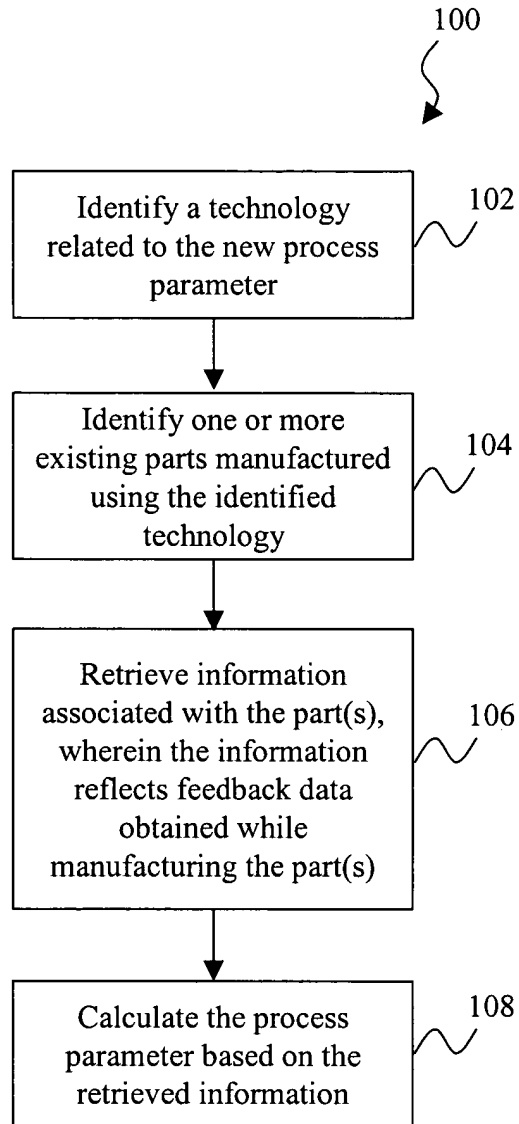 100
Identify a technology
related to the new process
parameter
102
Identify one or more
existing parts manufactured
using the identified
technology
104
Retrieve information
associated with the part(s),
wherein the information
reflects feedback data
obtained while
manufacturing the part(s)
106
Calculate the process
parameter based on the
retrieved information
108